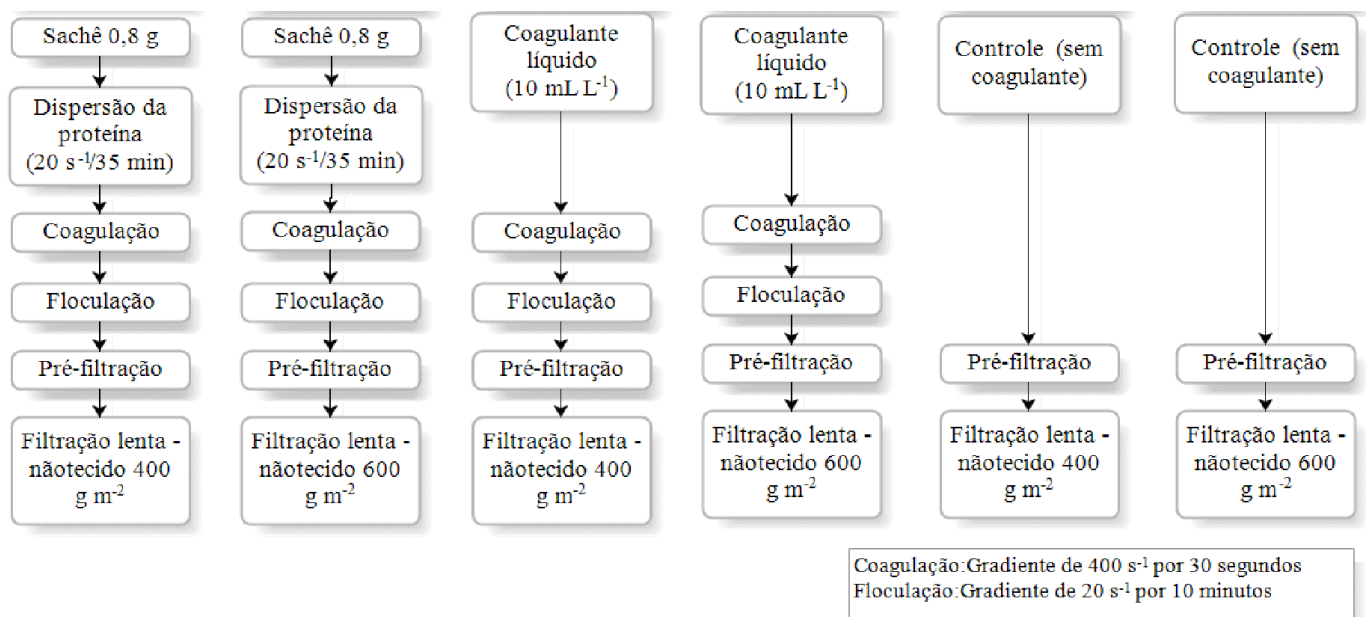 Sachê 0,8 g
Dispersão da
proteína
(20 s-1/35 min)
Coagulação
Floculação
Pré-filtração
Filtração lenta -
nãotecido 400
g m-2
Sachê 0,8 g
Dispersão da
proteína
(20 s-1/35 min)
Coagulação
Floculação
Pré-filtração
Filtração lenta -
nãotecido 600
g m-2
Coagulante
líquido
(10 mL L-1)
Coagulação
Floculação
Pré-filtração
Filtração lenta -
nãotecido 400
g m-2
Coagulante
líquido
(10 mL L-1)
Coagulação
Floculação
Pré-filtração
Filtração lenta -
nãotecido 600
g m-2
Controle (sem
coagulante)
Pré-filtração
Filtração lenta -
nãotecido 400
g m-2
Controle (sem
coagulante)
Pré-filtração
Filtração lenta -
nãotecido 600
g m-2
Coagulação:Gradiente de 400 s-1 por 30 segundos
Floculação:Gradiente de 20 s-1 por 10 minutos